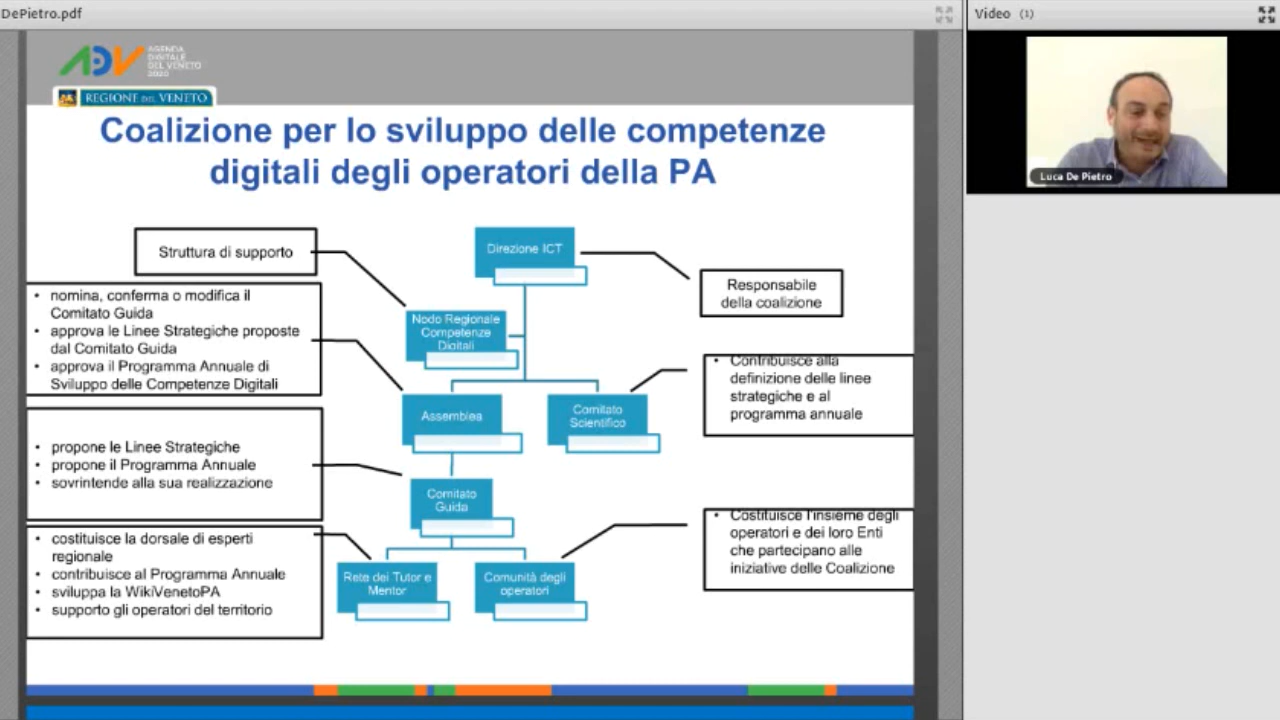 DePietro.pdf
Video (1)
AGENDA
DIGITALE
DEL VENETO
2020
REGIONE DEL VENETO
Coalizione per lo sviluppo delle competenze
digitali degli operatori della PA
Luca De Pietro
Struttura di supporto
Direzione ICT
Responsabile
della coalizione
• nomina, conferma o modifica il
Comitato Guida
• approva le Linee Strategiche proposte
dal Comitato Guida
• approva il Programma Annuale di
Sviluppo delle Competenze Digitali
Nodo Regionale
Competenze
Digitali
• Contribuisce alla
definizione delle linee
strategiche e al
programma annuale
Assemblea
Comitato
Scientifico
• propone le Linee Strategiche
• propone il Programma Annuale
• sovrintende alla sua realizzazione
Comitato
Guida
• Costituisce l'insieme degli
operatori e dei loro Enti
che partecipano alle
iniziative delle Coalizione
• costituisce la dorsale di esperti
regionale
• contribuisce al Programma Annuale
• sviluppa la WikiVenetoPA
• supporto gli operatori del territorio
Rete dei Tutor e
Mentor
Comunità degli
operatori